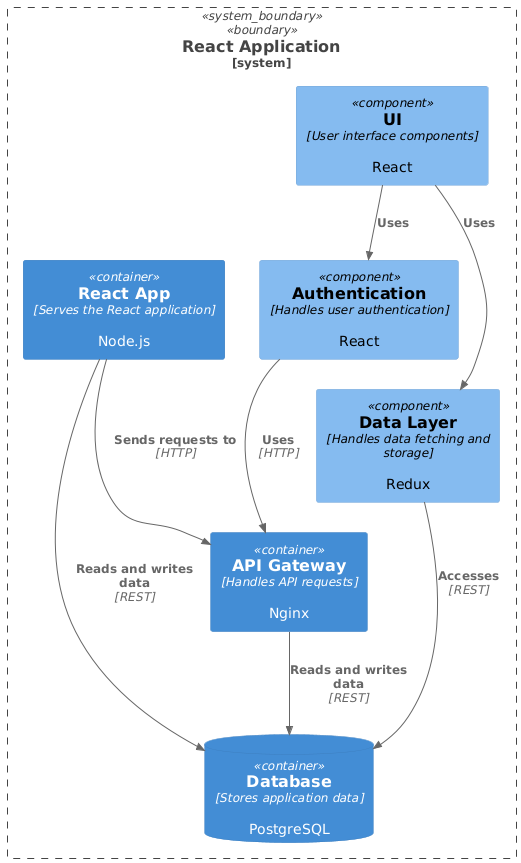 «system_boundary»
«boundary»
React Application
[system]
«component»
UI
[User interface components]
React
Uses
Uses
«container»
React App
[Serves the React application]
Node.js
«component»
Authentication
[Handles user authentication]
React
«component»
Data Layer
[Handles data fetching and
storage]
Redux
Sends requests to
[HTTP]
Uses
[HTTP]
«container»
API Gateway
[Handles API requests]
Nginx
Reads and writes
data
[REST]
Accesses
[REST]
Reads and writes
data
[REST]
«container»
Database
[Stores application data]
PostgreSQL